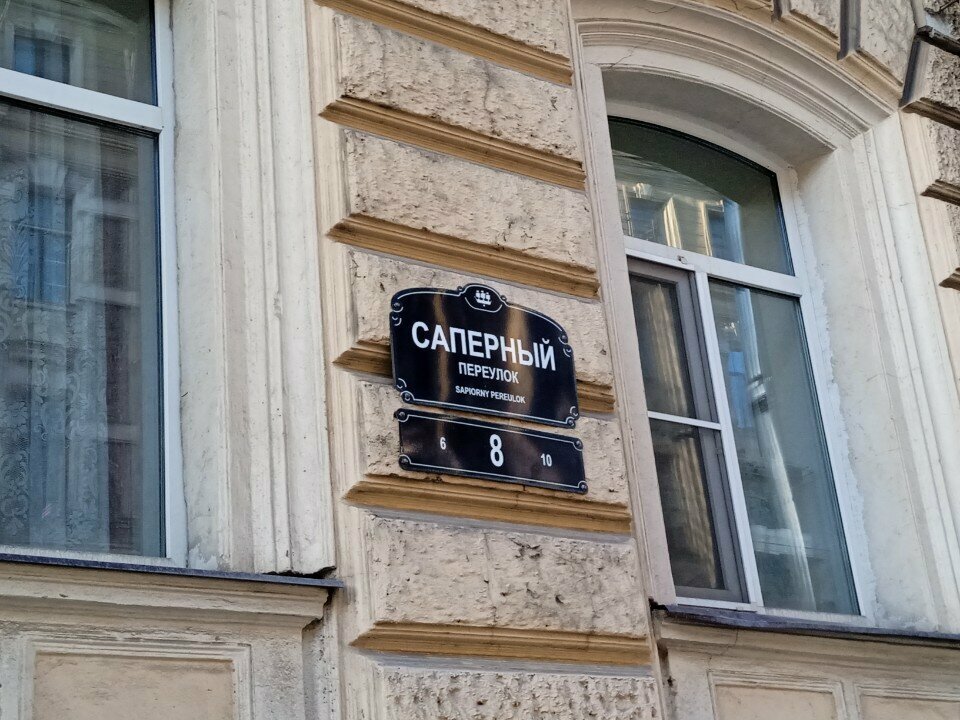 САПЕРНЫЙ
ПЕРЕУЛОК
SAPIORNY PEREULOK
6 8 10